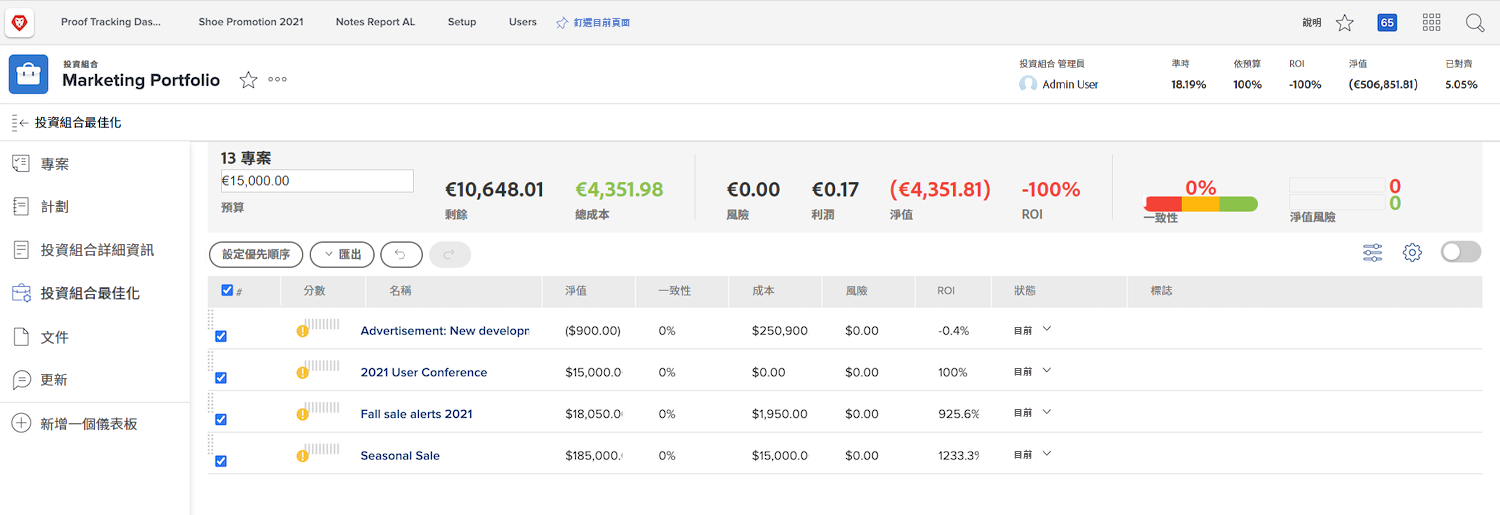 Proof Tracking Das... Shoe Promotion 2021 Notes Report AL Setup Users 釘選目前頁面 說明 65
投資組合
Marketing Portfolio
投資組合 管理員 準時 依預算 ROI 淨值 已對齊
Admin User 18.19% 100% -100% (€506,851.81) 5.05%
投資組合最佳化
專案
計劃
投資組合詳細資訊
投資組合最佳化
文件
更新
新增一個儀表板
13 專案
€15,000.00
預算
€10,648.01 €4,351.98 €0.00 €0.17 (€4,351.81) -100% 0% 0
0
剩餘 總成本 風險 利潤 淨值 ROI 一致性 淨值風險
設定優先順序 匯出
# 分數 名稱 淨值 一致性 成本 風險 ROI 狀態 標誌
Advertisement: New developm ($900.00) 0% $250,900 $0.00 -0.4% 目前
2021 User Conference $15,000.0 0% $0.00 $0.00 100% 目前
Fall sale alerts 2021 $18,050.0 0% $1,950.00 $0.00 925.6% 目前
Seasonal Sale $185,000. 0% $15,000.0 $0.00 1233.3% 目前